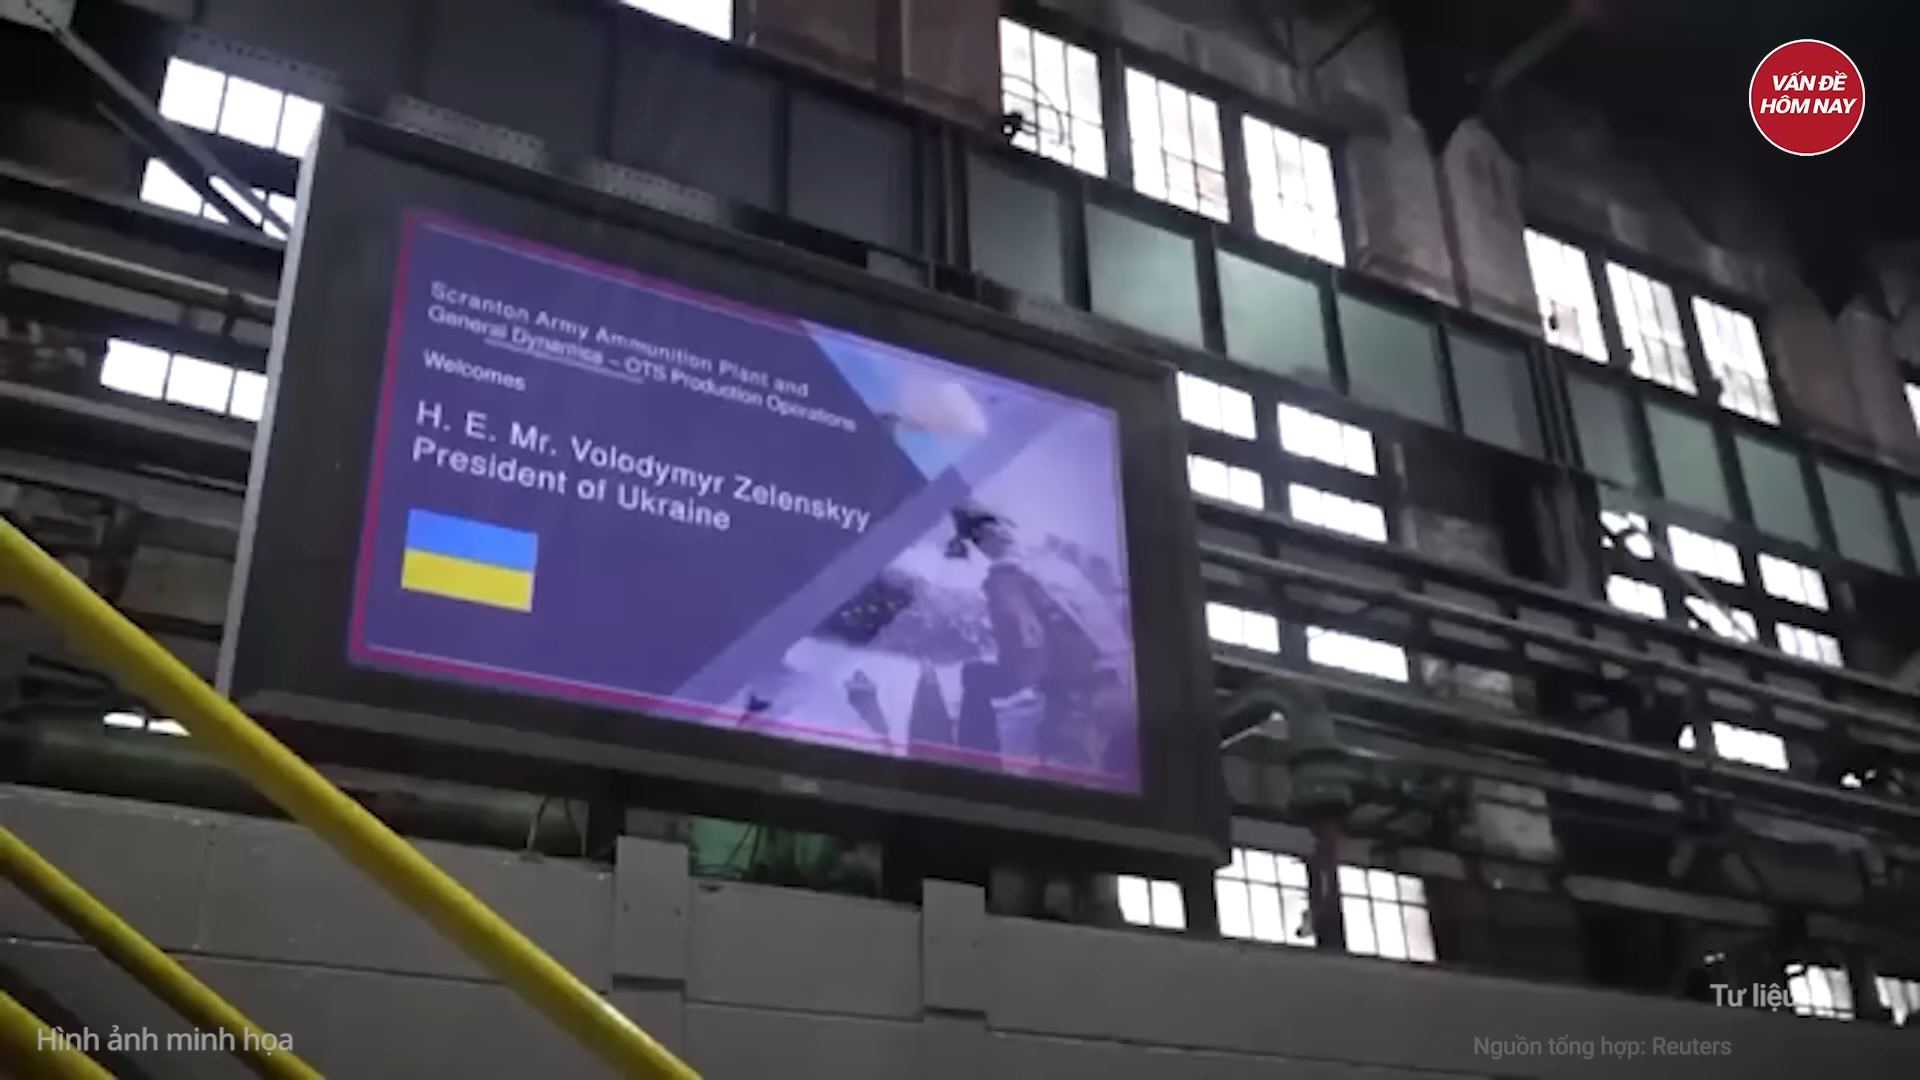 VẤN ĐỀ
HÔM NAY
Scranton Army Ammunition Plant and
General Dynamics – OTS Production Operations
Welcomes
H. E. Mr. Volodymyr Zelenskyy
President of Ukraine
Tư liệu
Hình ảnh minh họa
Nguồn tổng hợp: Reuters